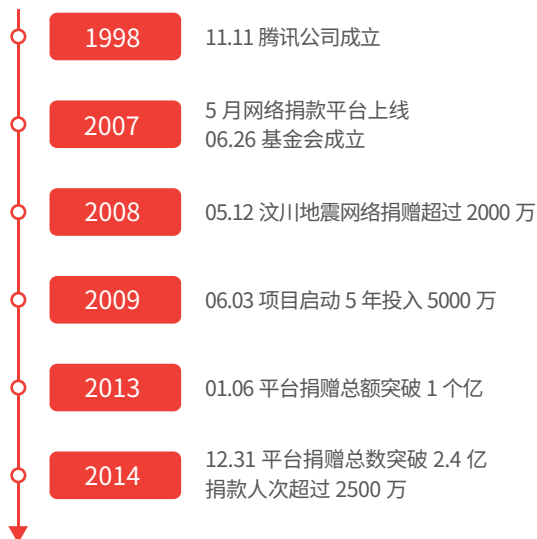 1998
11.11 腾讯公司成立
2007
5 月网络捐款平台上线
06.26 基金会成立
2008
05.12 汶川地震网络捐赠超过 2000 万
2009
06.03 项目启动 5 年投入 5000 万
2013
01.06 平台捐赠总额突破 1 个亿
2014
12.31 平台捐赠总数突破 2.4 亿
捐款人次超过 2500 万